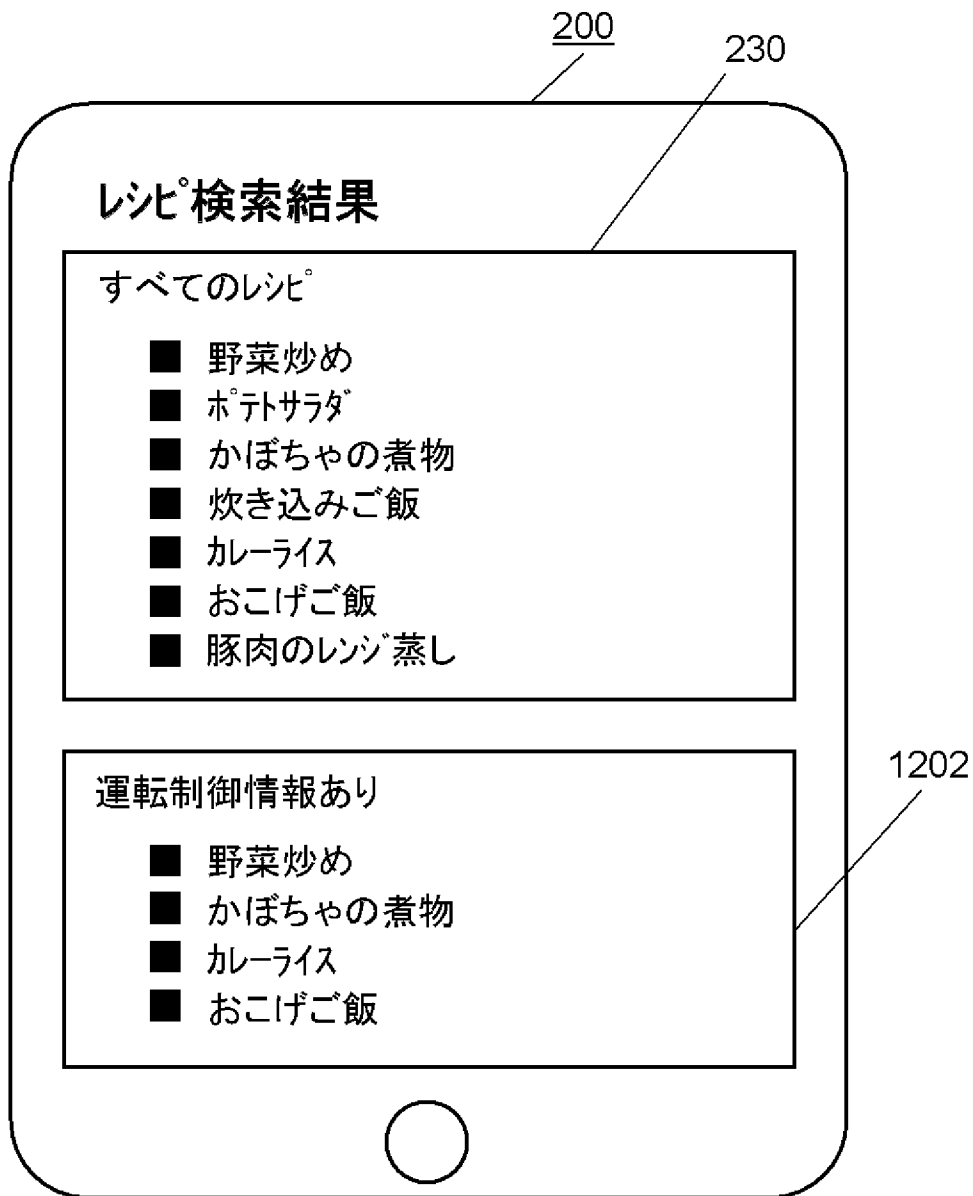 200
230
レシピ検索結果
すべてのレシピ
■ 野菜炒め
■ ポテトサラダ
■ かぼちゃの煮物
■ 炊き込みご飯
■ カレーライス
■ おこげご飯
■ 豚肉のレンジ蒸し
1202
運転制御情報あり
■ 野菜炒め
■ かぼちゃの煮物
■ カレーライス
■ おこげご飯